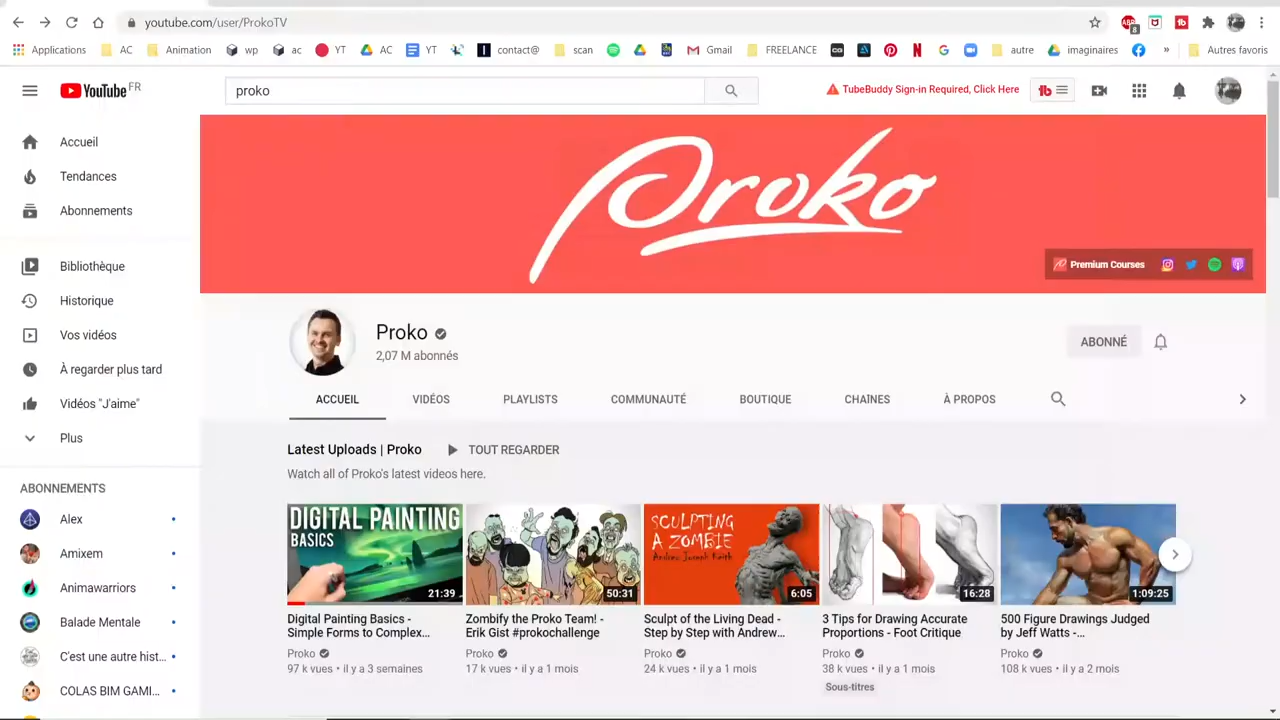 youtube.com/user/ProkoTV
8
Applications AC Animation wp ac YT AC YT contact@ scan Gmail FREELANCE autre imaginaires » Autres favoris
YouTube FR
proko
TubeBuddy Sign-in Required, Click Here
Accueil
Tendances
Abonnements
Bibliothèque
Historique
Vos vidéos
À regarder plus tard
Vidéos "J'aime"
Plus
ABONNEMENTS
Alex
Amixem
Animawarriors
Balade Mentale
C'est une autre hist...
COLAS BIM GAMI...
Proko
Premium Courses
Proko
2,07 M abonnés
ABONNÉ
ACCUEIL VIDÉOS PLAYLISTS COMMUNAUTÉ BOUTIQUE CHAÎNES À PROPOS
Latest Uploads | Proko TOUT REGARDER
Watch all of Proko's latest videos here.
DIGITAL PAINTING
BASICS
21:39
Digital Painting Basics -
Simple Forms to Complex...
Proko
97 k vues • il y a 3 semaines
50:31
Zombify the Proko Team! -
Erik Gist #prokochallenge
Proko
17 k vues • il y a 1 mois
SCULPTING
A ZOMBIE
Andrew Joseph Keith
6:05
Sculpt of the Living Dead -
Step by Step with Andrew...
Proko
24 k vues • il y a 1 mois
16:28
3 Tips for Drawing Accurate
Proportions - Foot Critique
Proko
38 k vues • il y a 1 mois
Sous-titres
1:09:25
500 Figure Drawings Judged
by Jeff Watts -...
Proko
108 k vues • il y a 2 mois